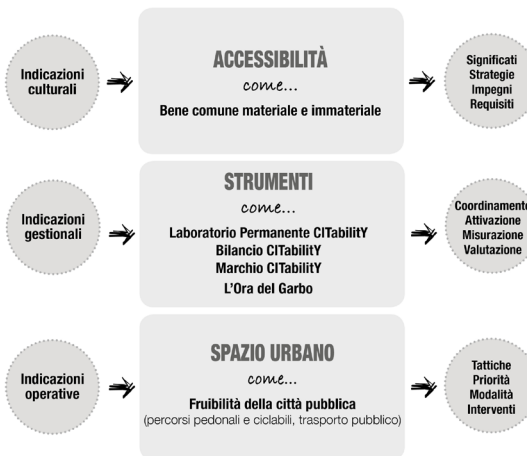 Indicazioni
culturali
ACCESSIBILITÀ
come...
Bene comune materiale e immateriale
Significati
Strategie
Impegni
Requisiti
Indicazioni
gestionali
STRUMENTI
come...
Laboratorio Permanente CITabilitY
Bilancio CITabilitY
Marchio CITabilitY
L'Ora del Garbo
Coordinamento
Attivazione
Misurazione
Valutazione
Indicazioni
operative
SPAZIO URBANO
come...
Fruibilità della città pubblica
(percorsi pedonali e ciclabili, trasporto pubblico)
Tattiche
Priorità
Modalità
Interventi